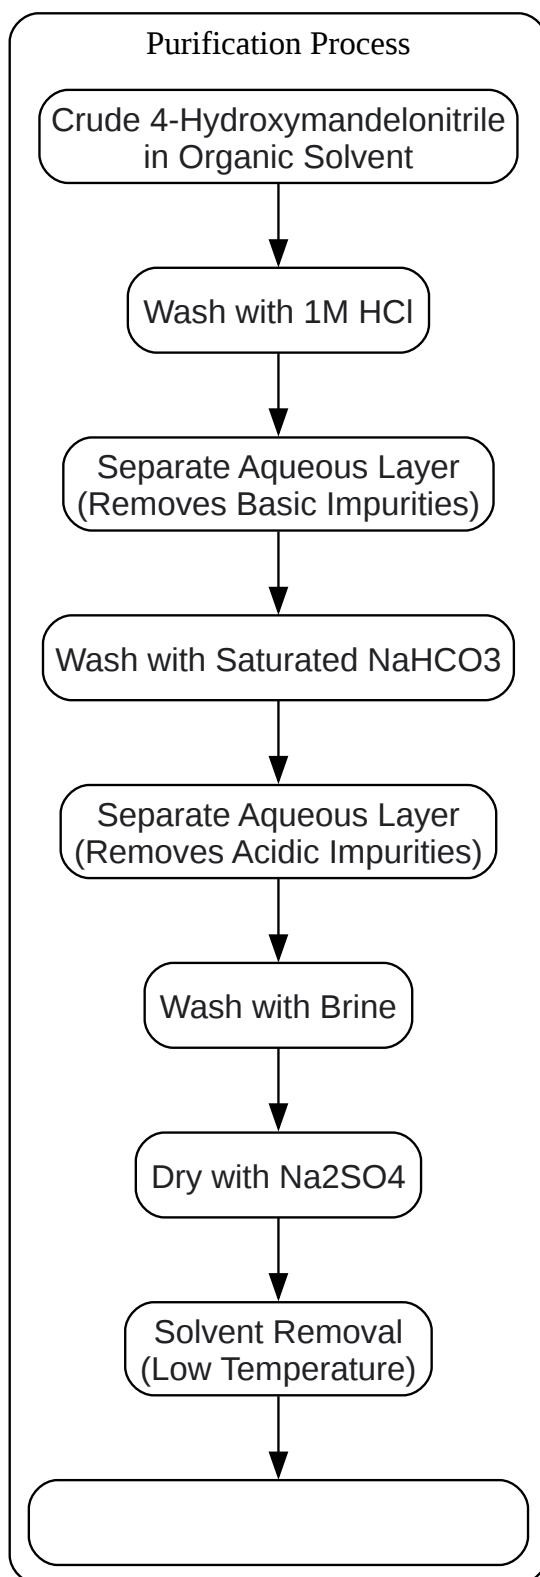 Purification Process
Crude 4-Hydroxymandelonitrile
in Organic Solvent
Wash with 1M HCl
Separate Aqueous Layer
(Removes Basic Impurities)
Wash with Saturated NaHCO3
Separate Aqueous Layer
(Removes Acidic Impurities)
Wash with Brine
Dry with Na2SO4
Solvent Removal
(Low Temperature)